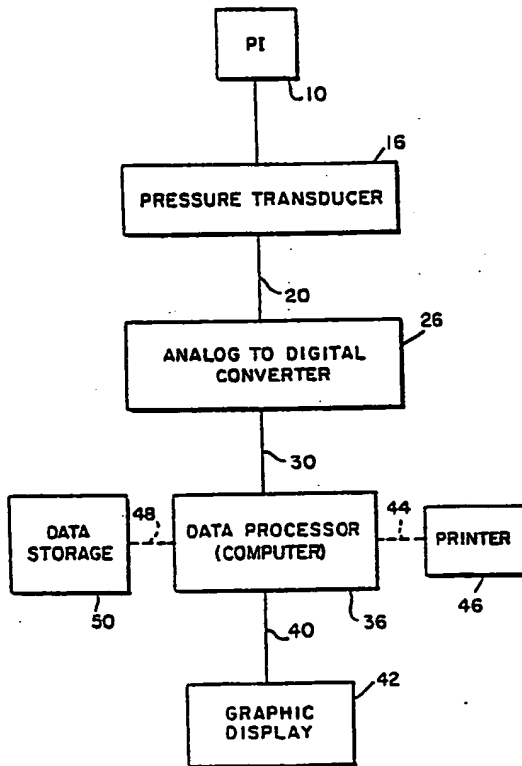 PI
10
16
PRESSURE TRANSDUCER
20
26
ANALOG TO DIGITAL
CONVERTER
30
DATA
STORAGE
48
DATA PROCESSOR
(COMPUTER)
44
PRINTER
50
36
46
40
42
GRAPHIC
DISPLAY